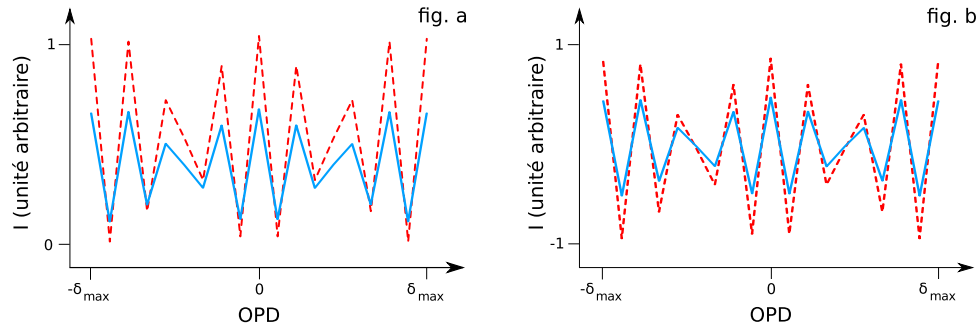 fig. a
I (unité arbitraire)
1
0
-δmax
0
δmax
OPD
fig. b
I (unité arbitraire)
1
-1
-δmax
0
δmax
OPD